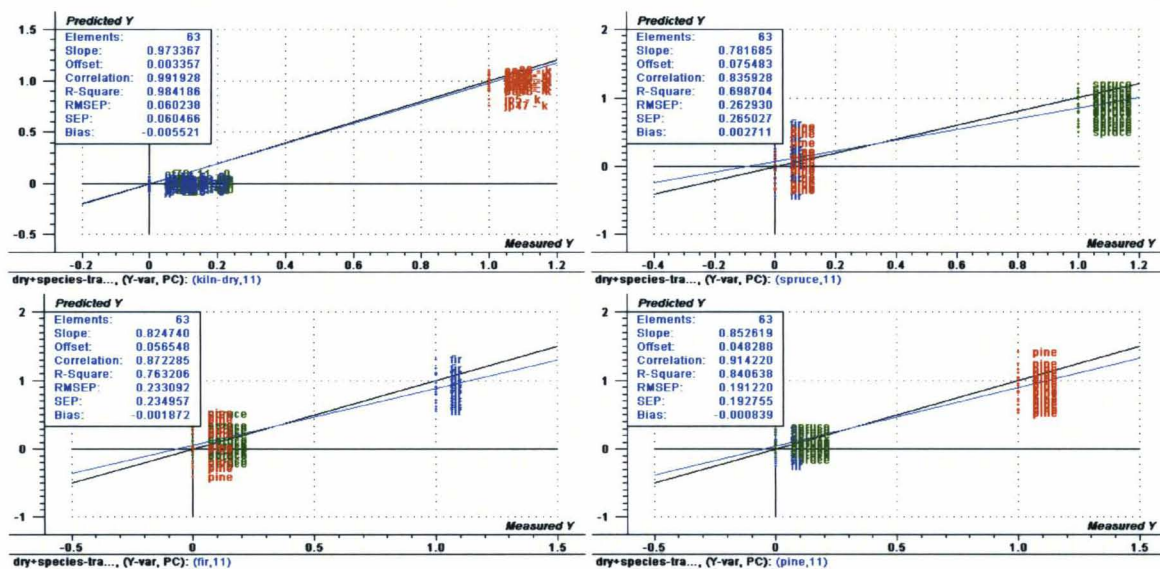 Predicted Y
Elements: 63
Slope: 0.973367
Offset: 0.003357
Correlation: 0.991928
R-Square: 0.984186
RMSEP: 0.060238
SEP: 0.060466
Bias: -0.005521
1.5
1.0
0.5
0
-0.5
Measured Y
-0.2 0 0.2 0.4 0.6 0.8 1.0 1.2
dry+species-tra..., (Y-var, PC): (kiln-dry,11)
Predicted Y
Elements: 63
Slope: 0.781685
Offset: 0.075483
Correlation: 0.835928
R-Square: 0.698704
RMSEP: 0.262930
SEP: 0.265027
Bias: 0.002711
2
1
0
-1
fir
pine
spruce
spruce
Measured Y
-0.4 -0.2 0 0.2 0.4 0.6 0.8 1.0 1.2
dry+species-tra..., (Y-var, PC): (spruce,11)
Predicted Y
Elements: 63
Slope: 0.824740
Offset: 0.056548
Correlation: 0.872285
R-Square: 0.763206
RMSEP: 0.233092
SEP: 0.234957
Bias: -0.001872
2
1
0
-1
fir
pine
Measured Y
-0.5 0 0.5 1.0 1.5
dry+species-tra..., (Y-var, PC): (fir,11)
Predicted Y
Elements: 63
Slope: 0.852619
Offset: 0.048288
Correlation: 0.914220
R-Square: 0.840638
RMSEP: 0.191220
SEP: 0.192755
Bias: -0.000839
2
1
0
-1
pine
spruce
pine
Measured Y
-0.5 0 0.5 1.0 1.5
dry+species-tra..., (Y-var, PC): (pine,11)